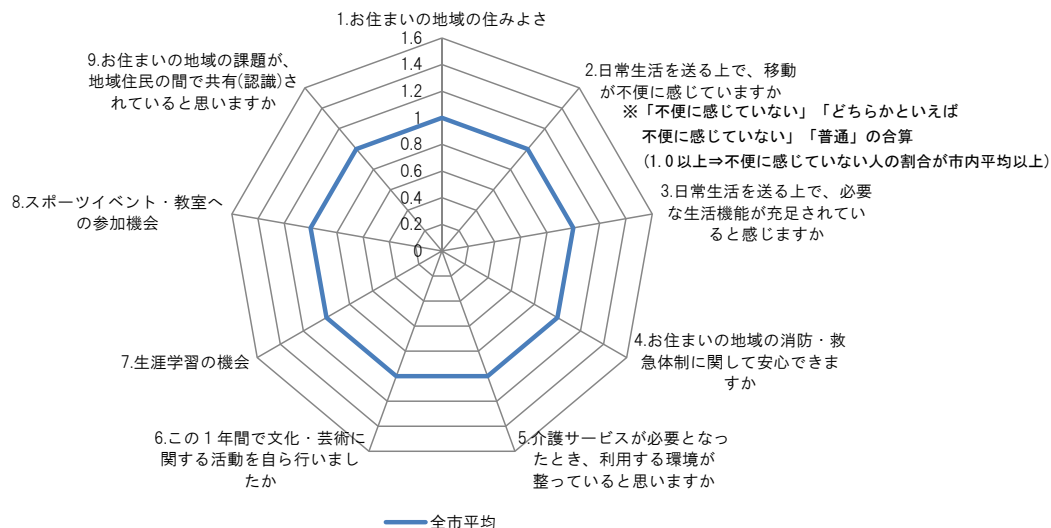 1.お住まいの地域の住みよさ
1.6
1.4
1.2
1
0.8
0.6
0.4
0.2
0
2.日常生活を送る上で、移動
が不便に感じていますか
※「不便に感じていない」「どちらかといえば
不便に感じていない」「普通」の合算
(1.0以上⇒不便に感じていない人の割合が市内平均以上)
3.日常生活を送る上で、必要
な生活機能が充足されてい
ると感じますか
4.お住まいの地域の消防・救
急体制に関して安心できま
すか
5.介護サービスが必要となっ
たとき、利用する環境が
整っていると思いますか
6.この1年間で文化・芸術に
関する活動を自ら行いまし
たか
7.生涯学習の機会
8.スポーツイベント・教室へ
の参加機会
9.お住まいの地域の課題が、
地域住民の間で共有(認識)さ
れていると思いますか
全市平均